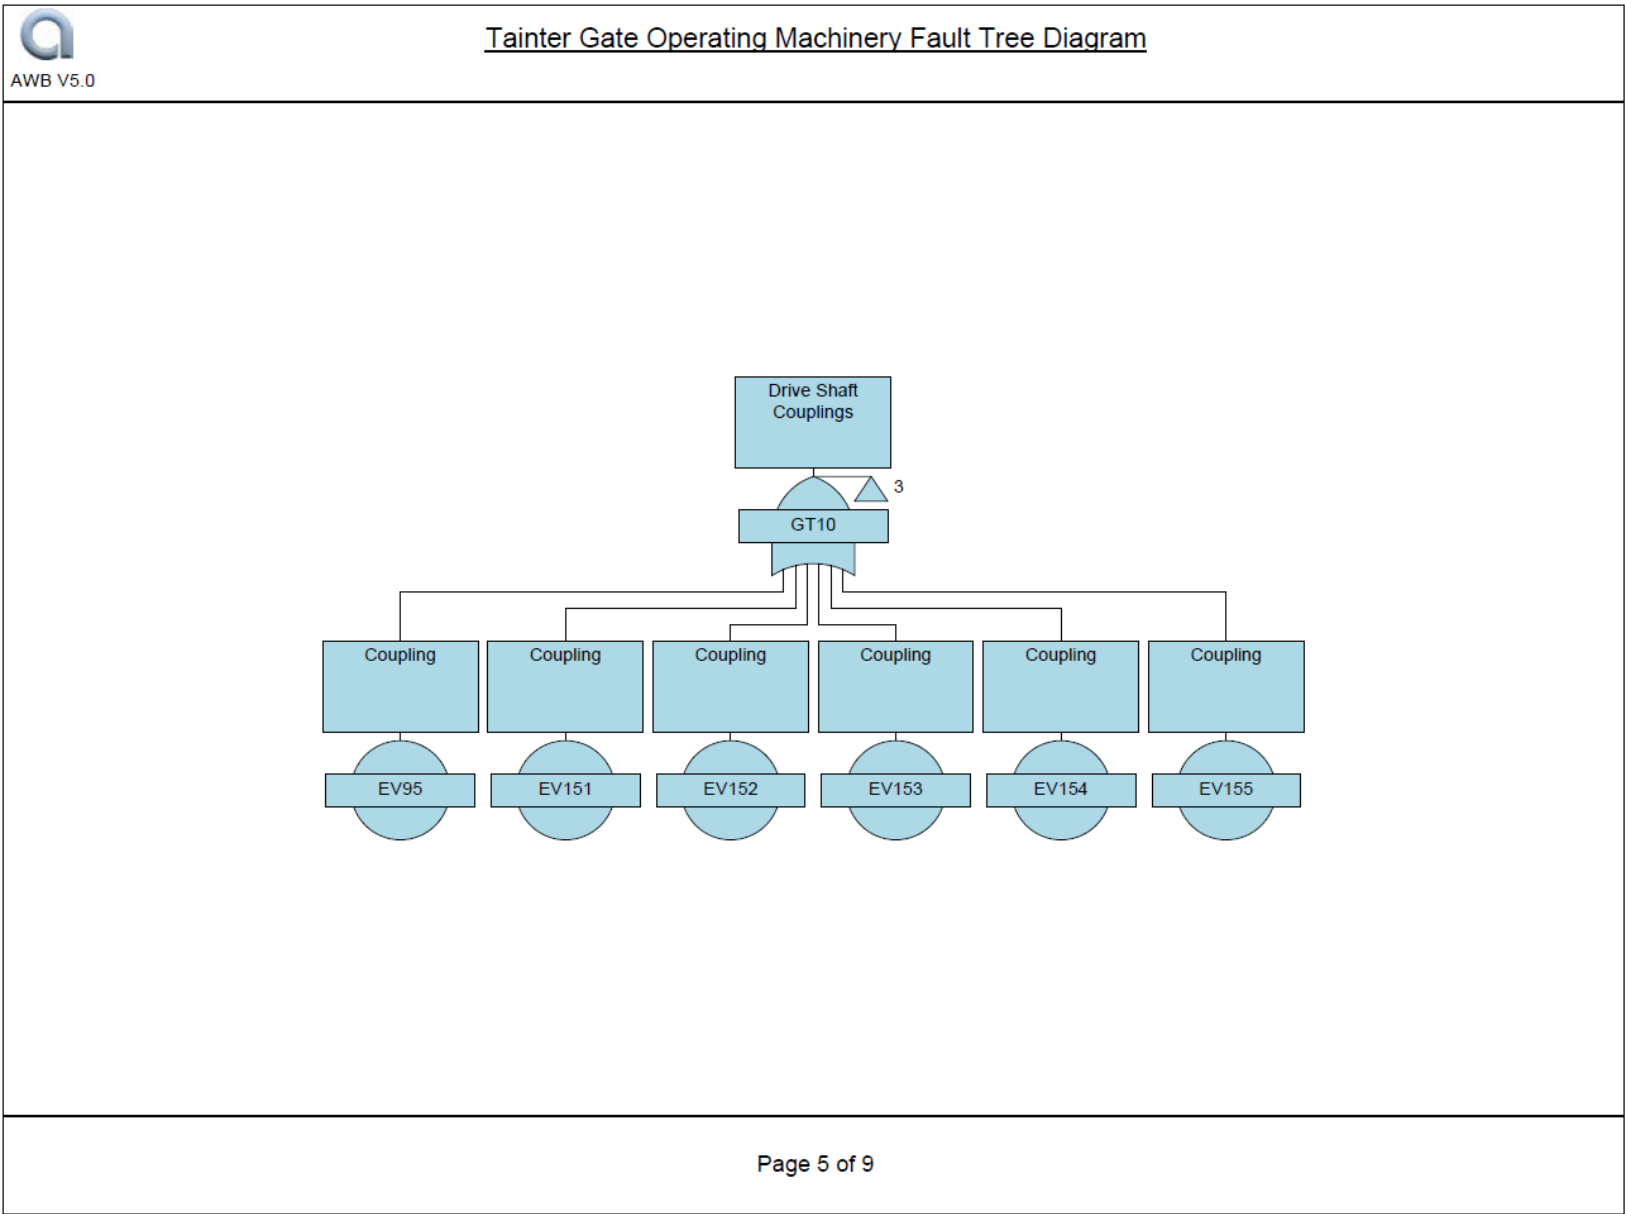 Tainter Gate Operating Machinery Fault Tree Diagram
AWB V5.0
Drive Shaft
Couplings
3
GT10
Coupling
Coupling
Coupling
Coupling
Coupling
Coupling
EV95
EV151
EV152
EV153
EV154
EV155
Page 5 of 9